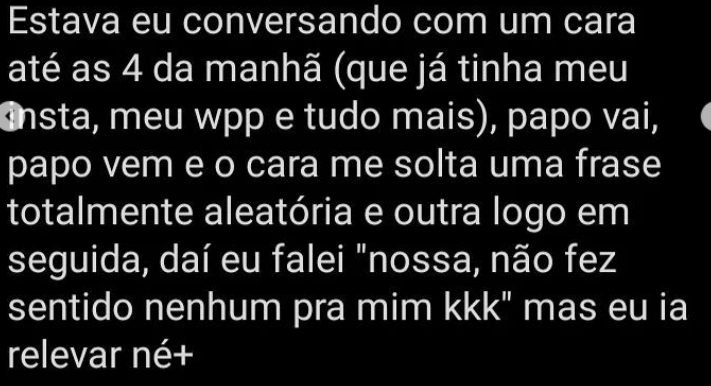 Estava eu conversando com um cara
até as 4 da manhã (que já tinha meu
insta, meu wpp e tudo mais), papo vai,
papo vem e o cara me solta uma frase
totalmente aleatória e outra logo em
seguida, daí eu falei "nossa, não fez
sentido nenhum pra mim kkk" mas eu ia
relevar né+